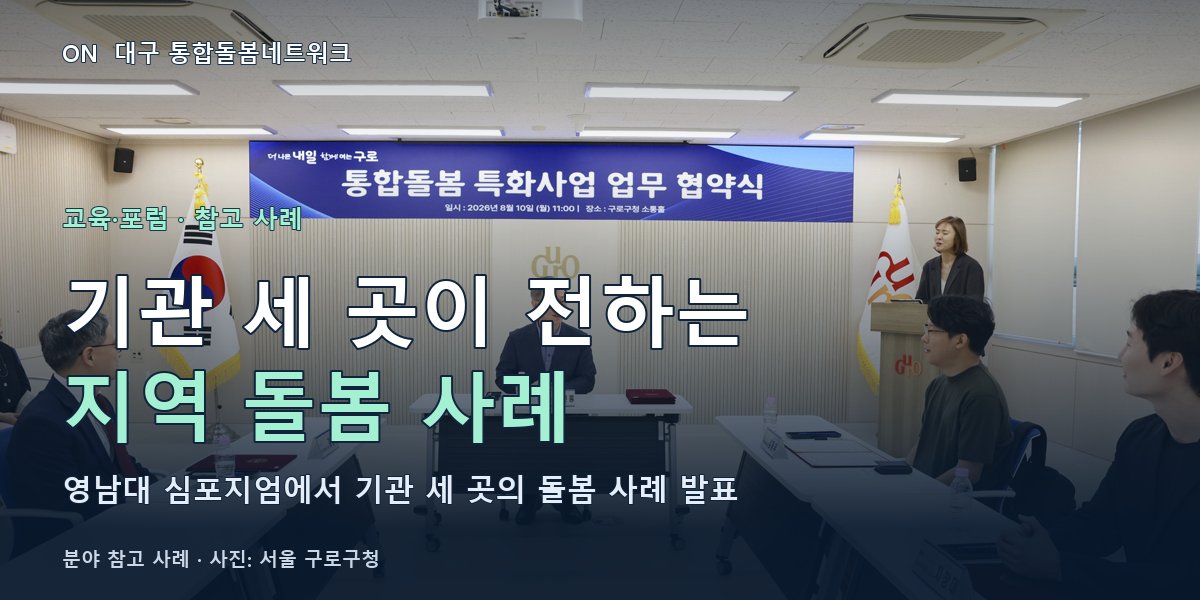 ON 대구 통합돌봄네트워크
더 나은 내일 함께 여는 구로
통합돌봄 특화사업 업무 협약식
일시 : 2026년 8월 10일 (월) 11:00 | 장소 : 구로구청 소통홀
교육·포럼 · 참고 사례
GURO
기관 세 곳이 전하는
지역 돌봄 사례
영남대 심포지엄에서 기관 세 곳의 돌봄 사례 발표
분야 참고 사례 · 사진: 서울 구로구청